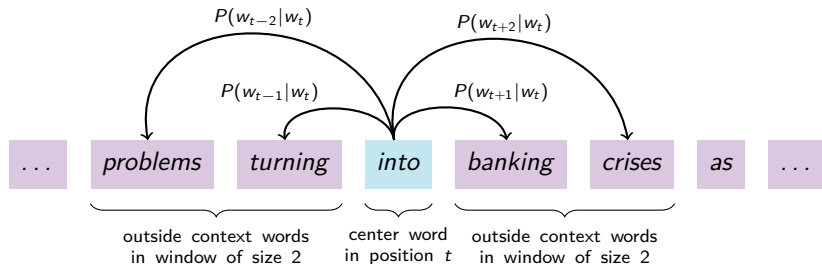 P(w_{t−2}|w_t) P(w_{t+2}|w_t)
P(w_{t−1}|w_t) P(w_{t+1}|w_t)
... problems turning into banking crises as ...
outside context words center word outside context words
in window of size 2 in position t in window of size 2